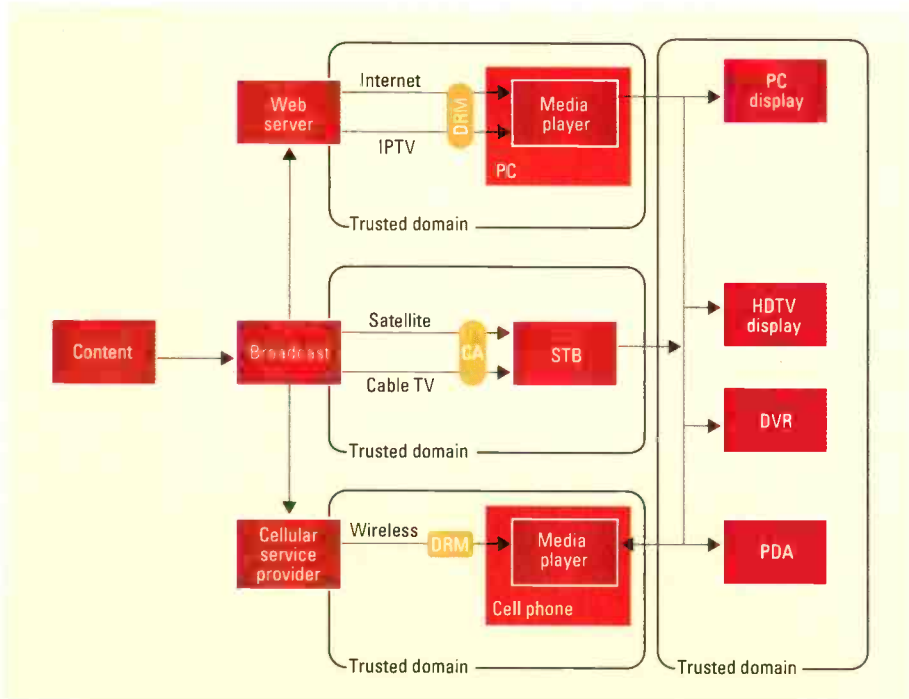 Internet
Web
server
DRM
IPTV
Media
player
PC
Trusted domain
PC
display
Content
Broadcast
Satellite
CA
Cable TV
STB
Trusted domain
HDTV
display
DVR
Cellular
service
provider
Wireless
DRM
Media
player
Cell phone
Trusted domain
PDA
Trusted domain